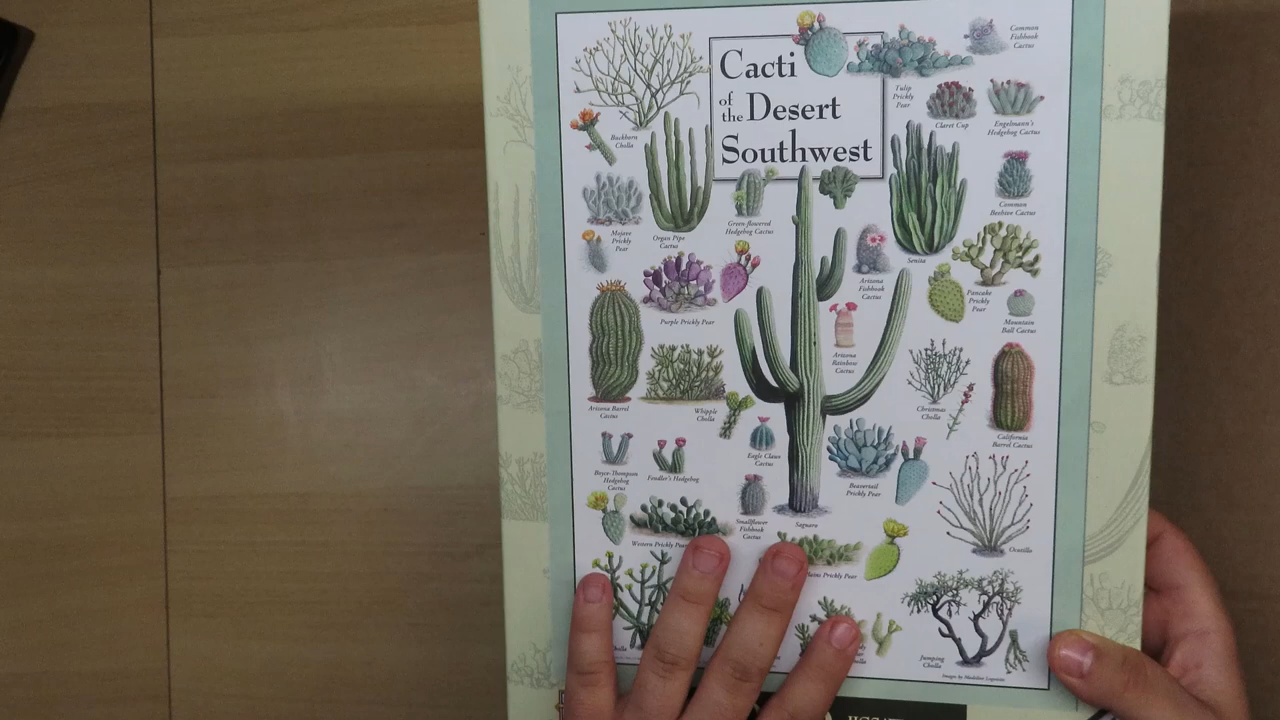 Cacti
of
the Desert
Southwest
Common
Fishhook
Cactus
Tulip
Prickly
Pear
Claret Cup
Engelmann's
Hedgehog Cactus
Buckhorn
Cholla
Common
Beehive Cactus
Mojave
Prickly
Pear
Organ Pipe
Cactus
Green-flowered
Hedgehog Cactus
Senita
Arizona
Fishhook
Cactus
Pancake
Prickly
Pear
Mountain
Ball Cactus
Purple Prickly Pear
Arizona
Rainbow
Cactus
Arizona Barrel
Cactus
Whipple
Cholla
Christmas
Cholla
California
Barrel Cactus
Boyce-Thompson
Hedgehog
Cactus
Fendler's Hedgehog
Eagle Claws
Cactus
Beavertail
Prickly Pear
Smallflower
Fishhook
Cactus
Saguaro
Western Prickly Pear
Ocotillo
Prickly Pear
Jumping
Cholla